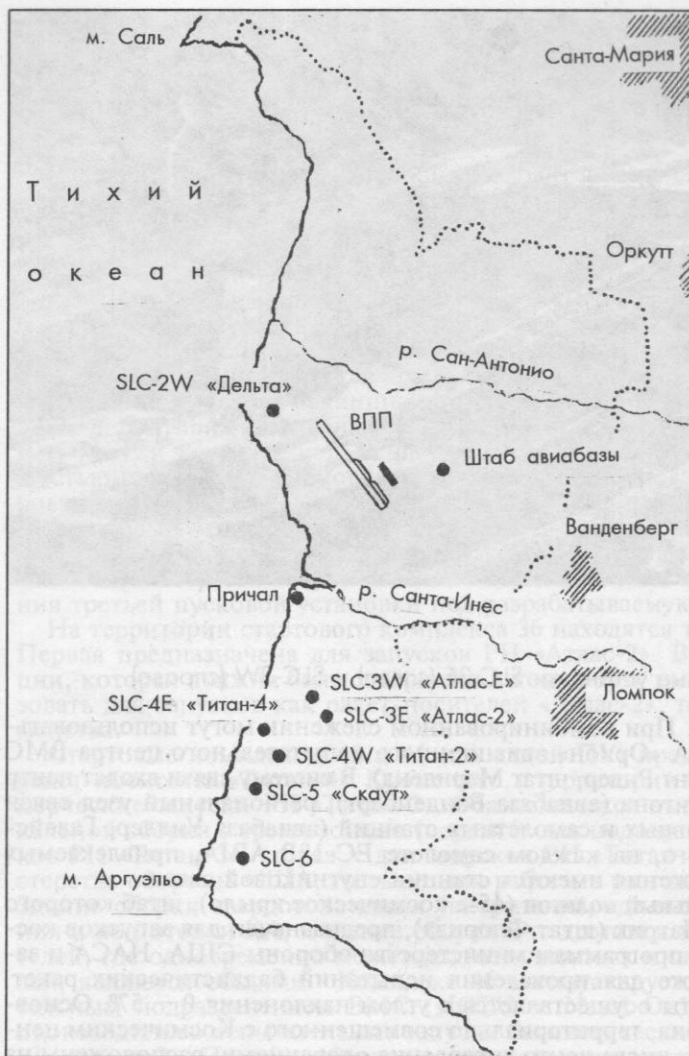 м. Саль
Санта-Мария
Тихий
океан
Оркутт
р. Сан-Антонио
SLC-2W «Дельта»
ВПП
Штаб авиабазы
Ванденберг
Причал
р. Санта-Инес
SLC-3W «Атлас-Е»
Ломпок
SLC-4E «Титан-4»
SLC-3E «Атлас-2»
SLC-4W «Титан-2»
SLC-5 «Скаут»
SLC-6
м. Аргуэльо